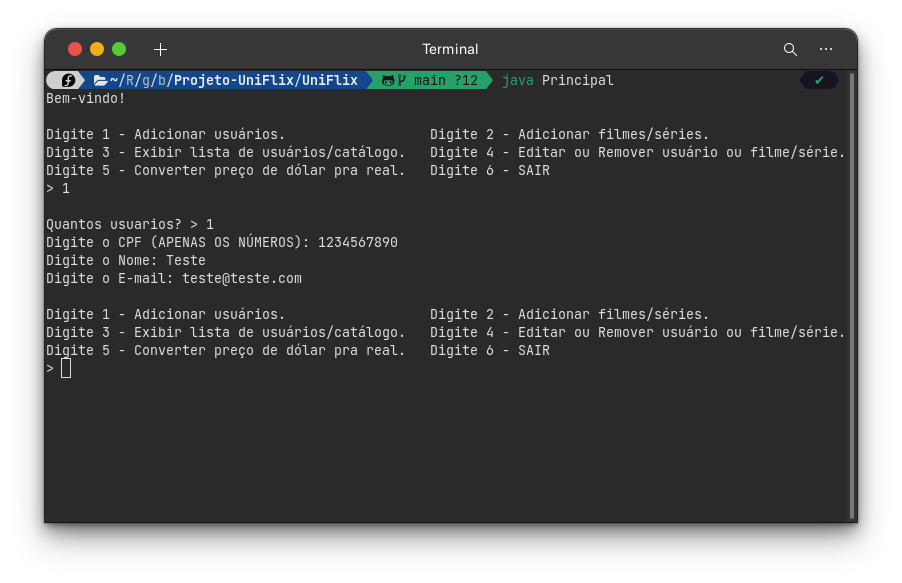 Terminal
~/R/g/b/Projeto-UniFlix/UniFlix main ?12 java Principal ✔
Bem-vindo!
Digite 1 - Adicionar usuários. Digite 2 - Adicionar filmes/séries.
Digite 3 - Exibir lista de usuários/catálogo. Digite 4 - Editar ou Remover usuário ou filme/série.
Digite 5 - Converter preço de dólar pra real. Digite 6 - SAIR
> 1
Quantos usuarios? > 1
Digite o CPF (APENAS OS NÚMEROS): 1234567890
Digite o Nome: Teste
Digite o E-mail: teste@teste.com
Digite 1 - Adicionar usuários. Digite 2 - Adicionar filmes/séries.
Digite 3 - Exibir lista de usuários/catálogo. Digite 4 - Editar ou Remover usuário ou filme/série.
Digite 5 - Converter preço de dólar pra real. Digite 6 - SAIR
>